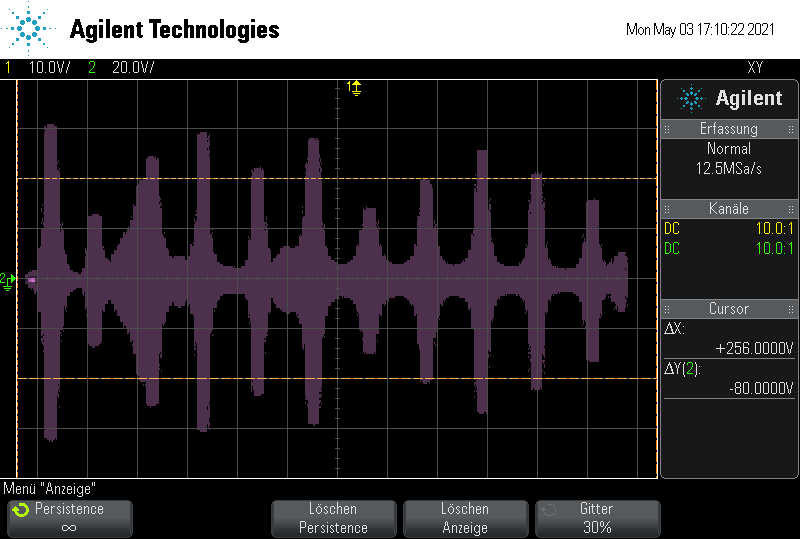 Agilent Technologies
Mon May 03 17:10:22 2021
1 10.0V/ 2 20.0V/ XY
1
2
Agilent
Erfassung
Normal
12.5MSa/s
Kanäle
DC 10.0:1
DC 10.0:1
Cursor
ΔX:
+256.0000V
ΔY(2):
-80.0000V
Menü "Anzeige"
Persistence
∞
Löschen
Persistence
Löschen
Anzeige
Gitter
30%